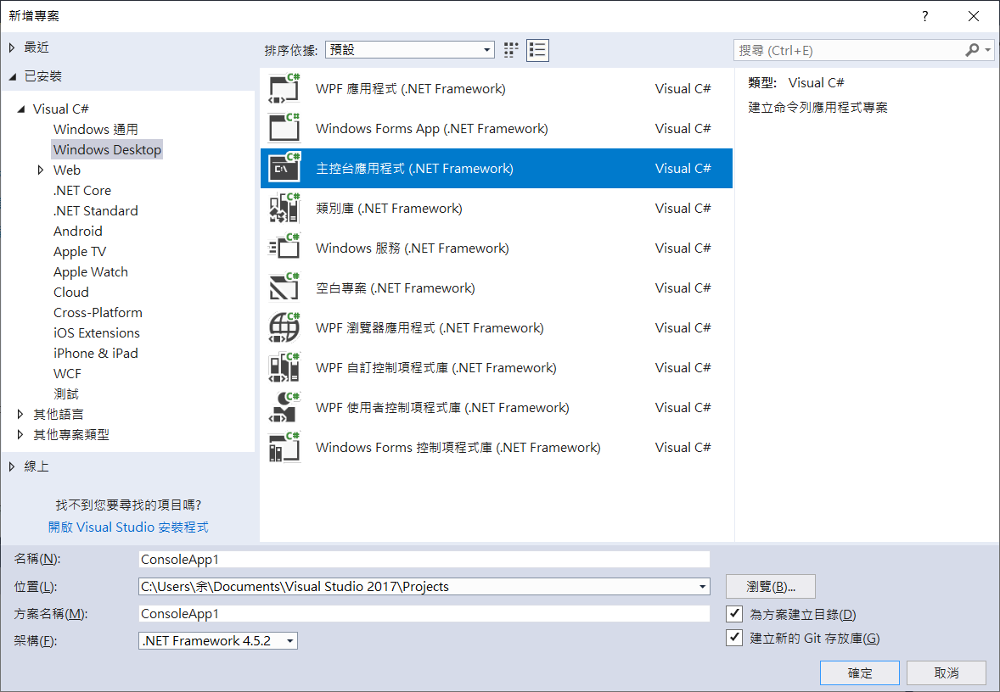 新增專案
?
最近
已安裝
Visual C#
Windows 通用
Windows Desktop
Web
.NET Core
.NET Standard
Android
Apple TV
Apple Watch
Cloud
Cross-Platform
iOS Extensions
iPhone & iPad
WCF
測試
其他語言
其他專案類型
線上
找不到您要尋找的項目嗎?
開啟 Visual Studio 安裝程式
排序依據: 預設
C# WPF 應用程式 (.NET Framework) Visual C#
C# Windows Forms App (.NET Framework) Visual C#
C# C:\ 主控台應用程式 (.NET Framework) Visual C#
C# 類別庫 (.NET Framework) Visual C#
C# Windows 服務 (.NET Framework) Visual C#
C# 空白專案 (.NET Framework) Visual C#
C# WPF 瀏覽器應用程式 (.NET Framework) Visual C#
C# WPF 自訂控制項程式庫 (.NET Framework) Visual C#
C# WPF 使用者控制項程式庫 (.NET Framework) Visual C#
C# Windows Forms 控制項程式庫 (.NET Framework) Visual C#
搜尋 (Ctrl+E)
類型: Visual C#
建立命令列應用程式專案
名稱(N): ConsoleApp1
位置(L): C:\Users\余\Documents\Visual Studio 2017\Projects 瀏覽(B)...
方案名稱(M): ConsoleApp1 為方案建立目錄(D)
架構(F): .NET Framework 4.5.2 建立新的 Git 存放庫(G)
確定 取消